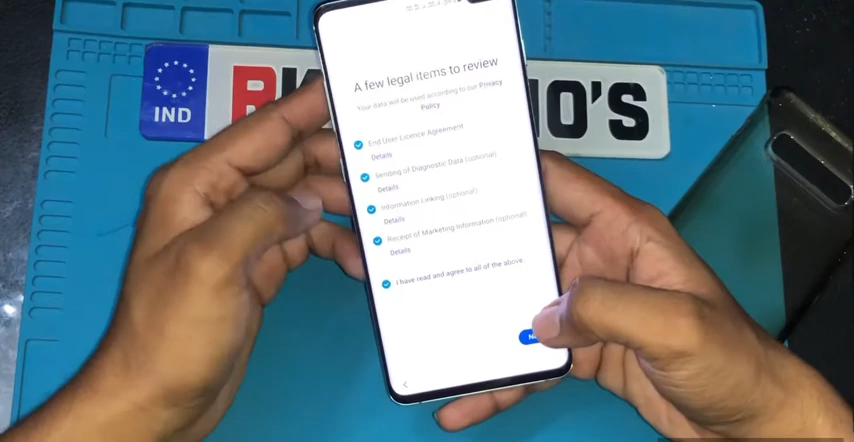 IND
A few legal items to review
Your data will be used according to our Privacy
Policy
End User Licence Agreement
Details
Sending of Diagnostic Data (optional)
Details
Information Linking (optional)
Details
Receipt of Marketing Information (optional)
Details
I have read and agree to all of the above.